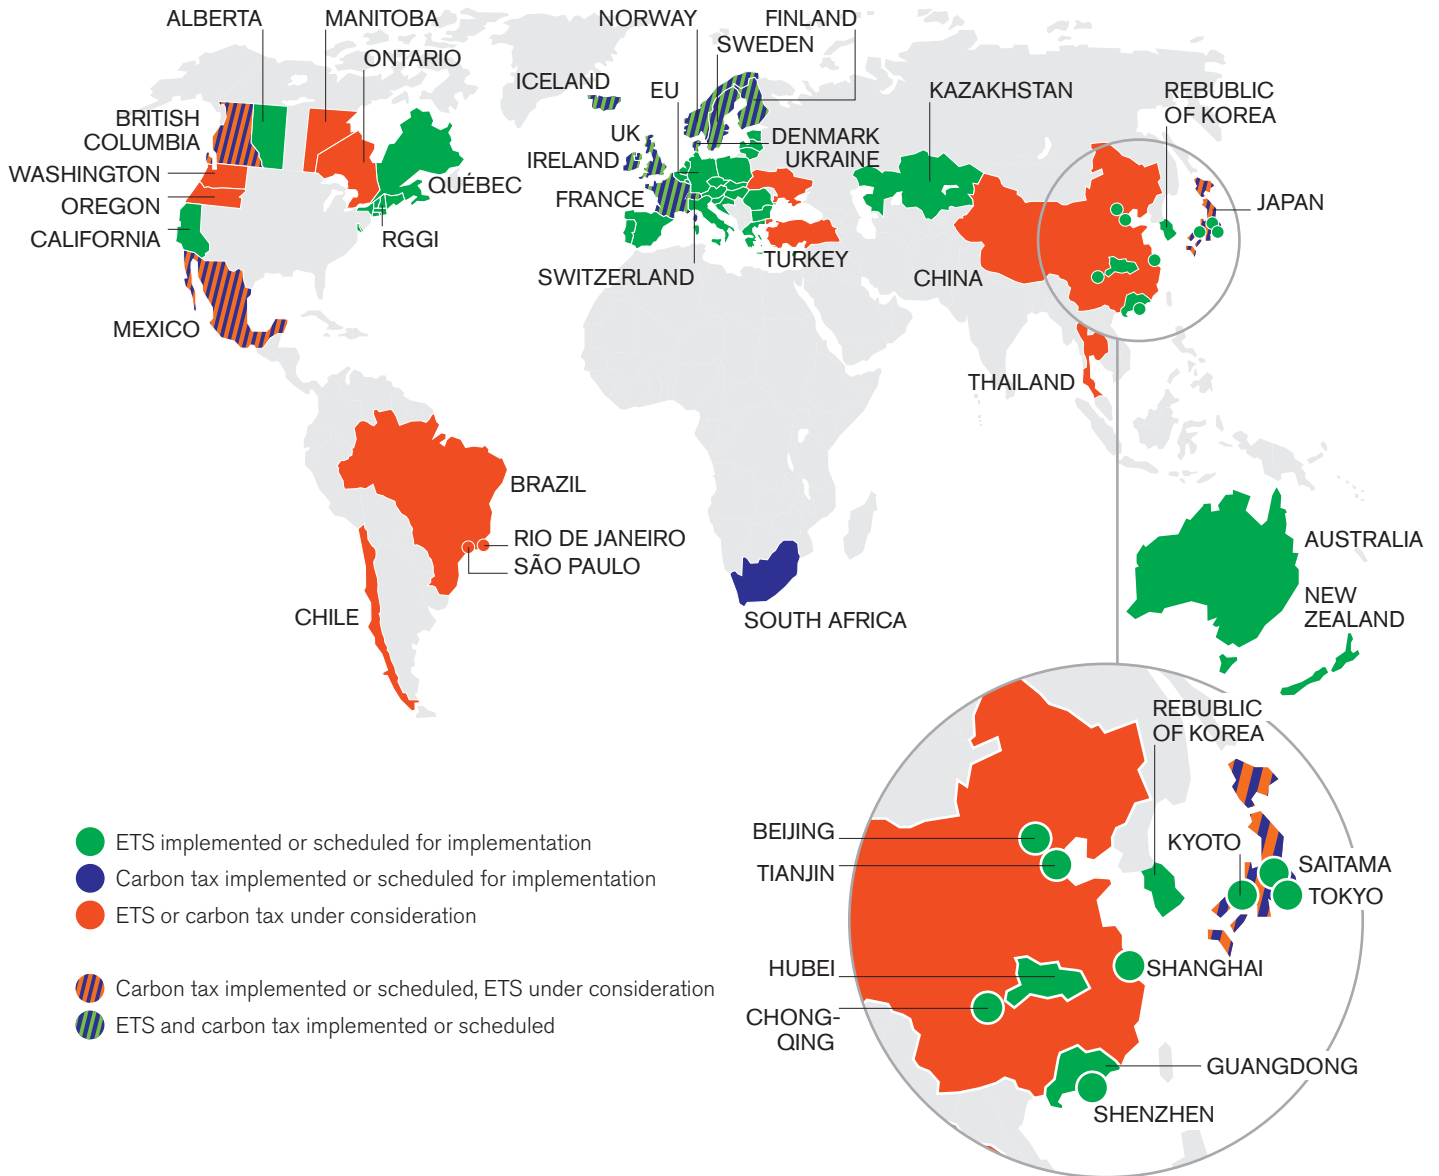 ALBERTA
MANITOBA
ONTARIO
BRITISH
COLUMBIA
WASHINGTON
OREGON
CALIFORNIA
QUÉBEC
RGGI
MEXICO
NORWAY
FINLAND
SWEDEN
ICELAND
EU
UK
IRELAND
FRANCE
DENMARK
UKRAINE
SWITZERLAND
TURKEY
KAZAKHSTAN
REBUBLIC
OF KOREA
JAPAN
CHINA
THAILAND
BRAZIL
RIO DE JANEIRO
SÃO PAULO
CHILE
SOUTH AFRICA
AUSTRALIA
NEW
ZEALAND
REBUBLIC
OF KOREA
BEIJING
TIANJIN
KYOTO
SAITAMA
TOKYO
HUBEI
SHANGHAI
CHONG-
QING
GUANGDONG
SHENZHEN
ETS implemented or scheduled for implementation
Carbon tax implemented or scheduled for implementation
ETS or carbon tax under consideration
Carbon tax implemented or scheduled, ETS under consideration
ETS and carbon tax implemented or scheduled